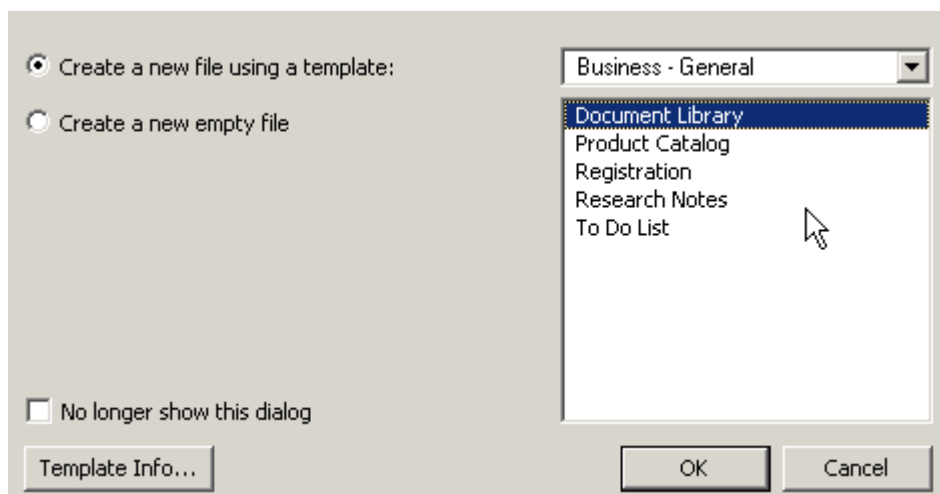 Create a new file using a template:
Business - General
Create a new empty file
Document Library
Product Catalog
Registration
Research Notes
To Do List
No longer show this dialog
Template Info...
OK
Cancel